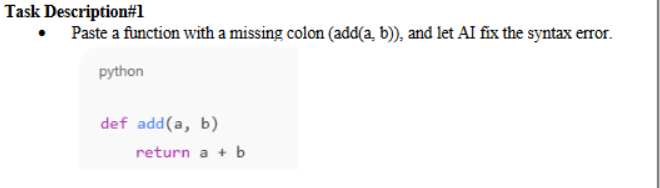 Task Description#1
• Paste a function with a missing colon (add(a, b)), and let AI fix the syntax error.
python
def add(a, b)
    return a + b